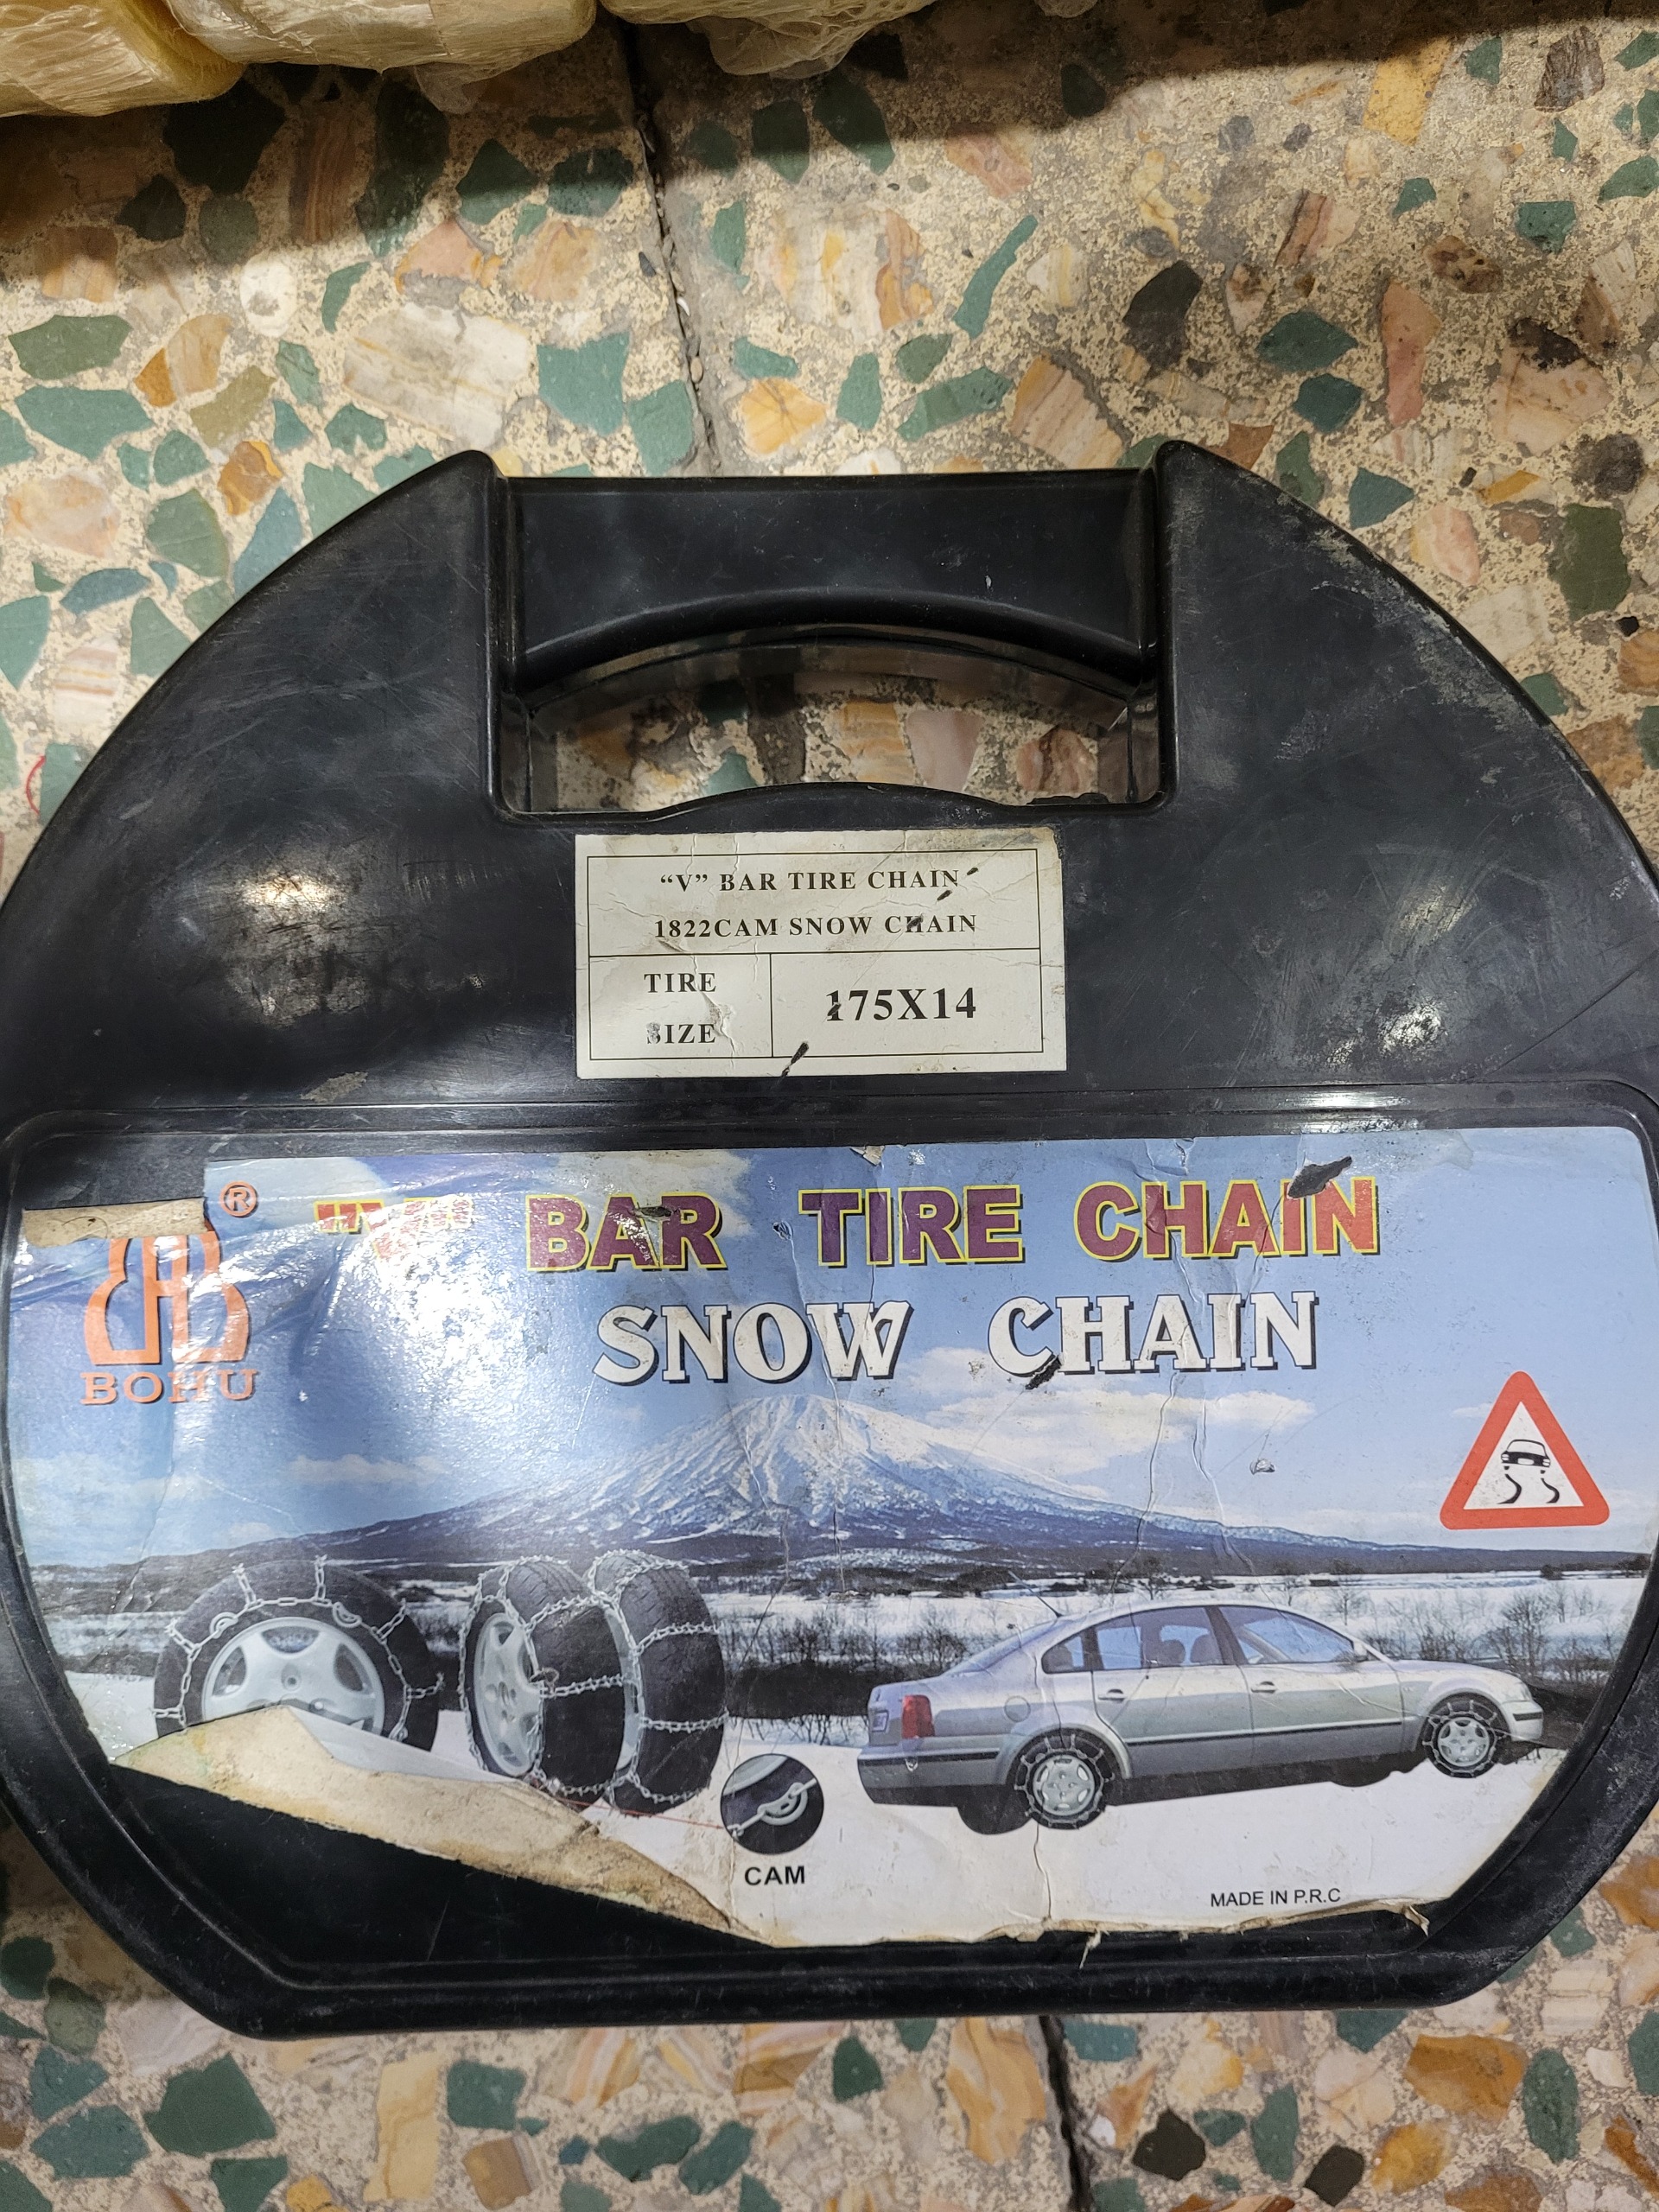 “V” BAR TIRE CHAIN
1822CAM SNOW CHAIN
TIRE
SIZE
175X14
®
"V" BAR TIRE CHAIN
SNOW CHAIN
BOHU
CAM
MADE IN P.R.C